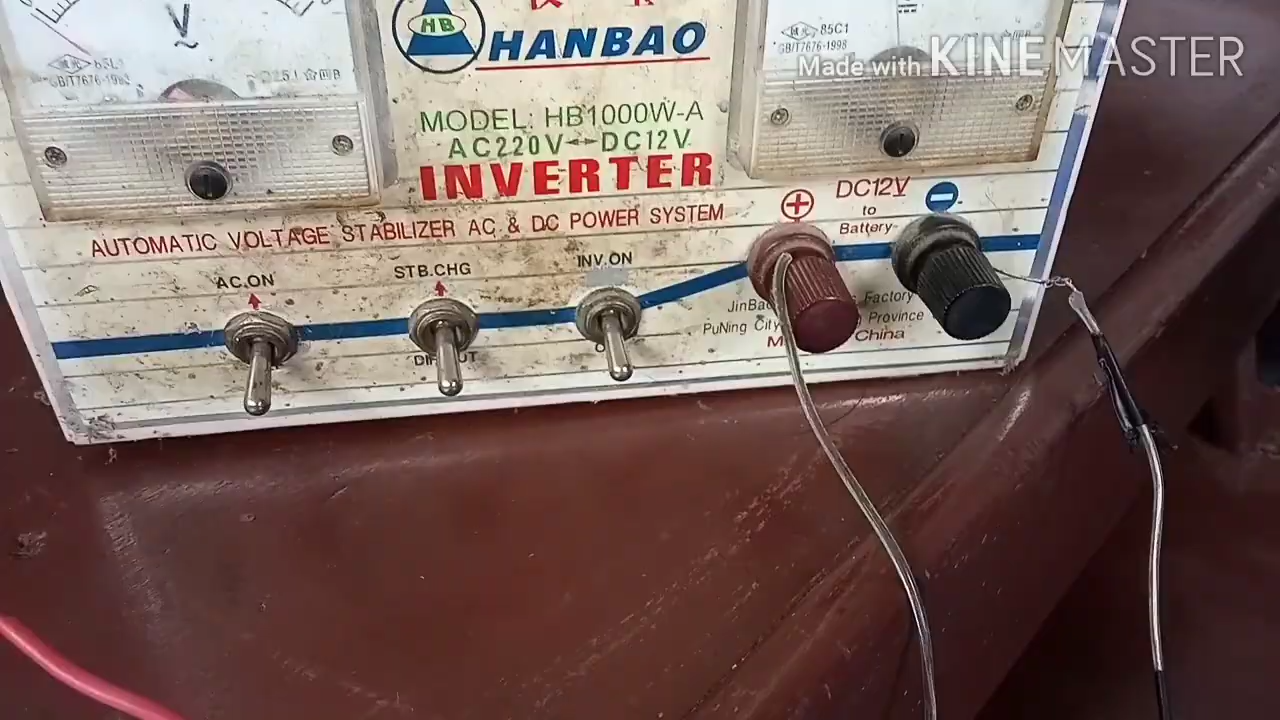 V
HB
HANBAO
85C1
GB/T7676-1998
Made with KINEMASTER
MODEL: HB1000W-A
AC220V↔DC12V
INVERTER
AUTOMATIC VOLTAGE STABILIZER AC & DC POWER SYSTEM
DC12V
to
Battery
AC.ON
STB.CHG
INV.ON
Factory
PuNing City
Province
China